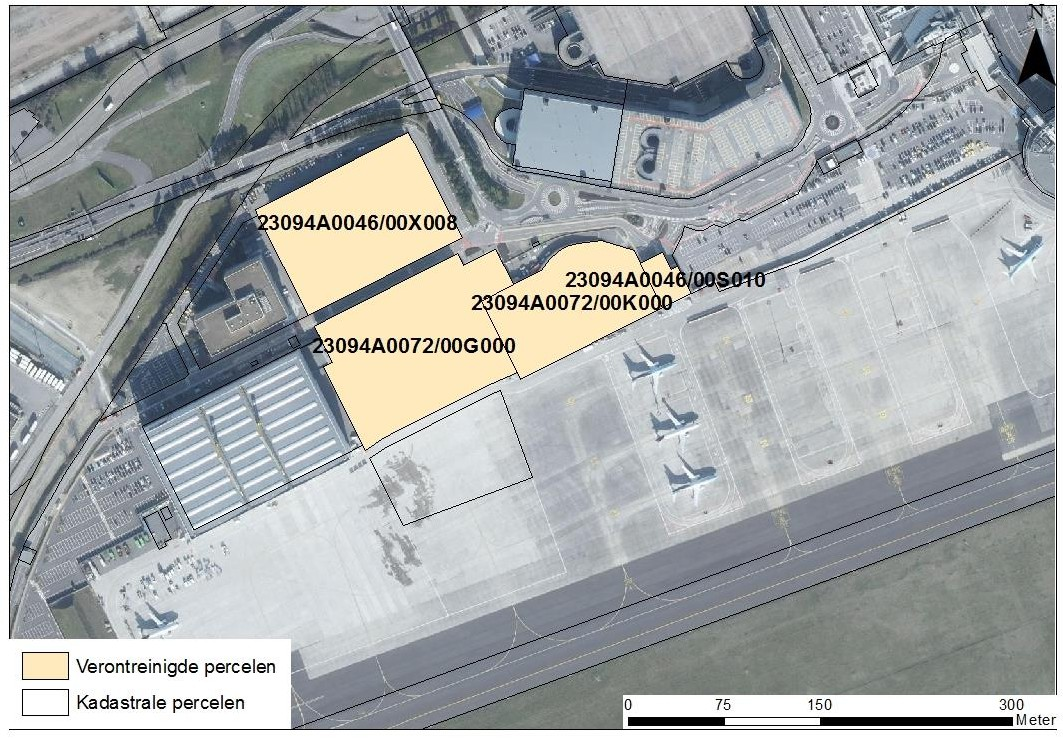 N
23094A0046/00X008
23094A0046/00S010
23094A0072/00K000
23094A0072/00G000
Verontreinigde percelen
Kadastrale percelen
0 75 150 300
Meter